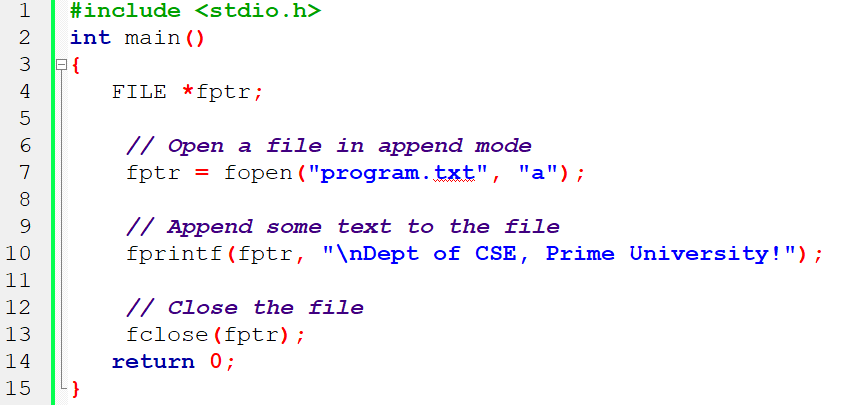 1 #include <stdio.h>
2 int main()
3 {
4 FILE *fptr;
5
6 // Open a file in append mode
7 fptr = fopen("program.txt", "a");
8
9 // Append some text to the file
10 fprintf(fptr, "\nDept of CSE, Prime University!");
11
12 // Close the file
13 fclose(fptr);
14 return 0;
15 }